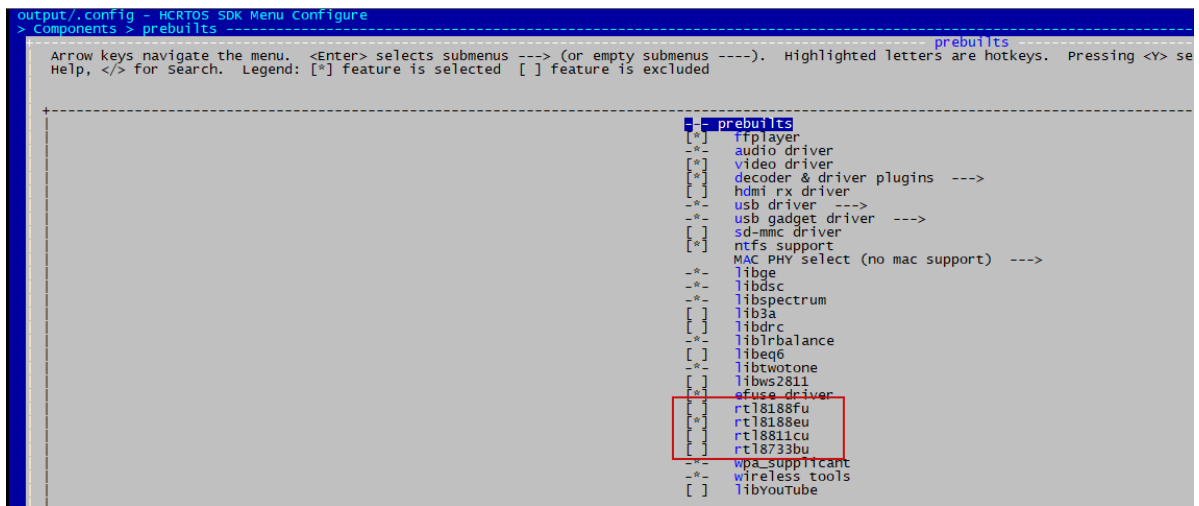 output/.config - HCRTOS SDK Menu Configure
> Components > prebuilts
prebuilts
Arrow keys navigate the menu.  <Enter> selects submenus ---> (or empty submenus ----).  Highlighted letters are hotkeys.  Pressing <Y> se
Help, </> for Search.  Legend: [*] feature is selected  [ ] feature is excluded
--- prebuilts
[*] ffplayer
-*- audio driver
[*] video driver
[*] decoder & driver plugins  --->
[ ] hdmi rx driver
-*- usb driver  --->
-*- usb gadget driver  --->
[ ] sd-mmc driver
[*] ntfs support
MAC PHY select (no mac support)  --->
-*- libge
-*- libdsc
-*- libspectrum
[ ] lib3a
[ ] libdrc
-*- liblrbalance
[ ] libeq6
-*- libtwotone
[ ] libws2811
[*] efuse driver
[ ] rtl8188fu
[*] rtl8188eu
[ ] rtl8811cu
[ ] rtl8733bu
-*- wpa_supplicant
-*- wireless tools
[ ] libYouTube